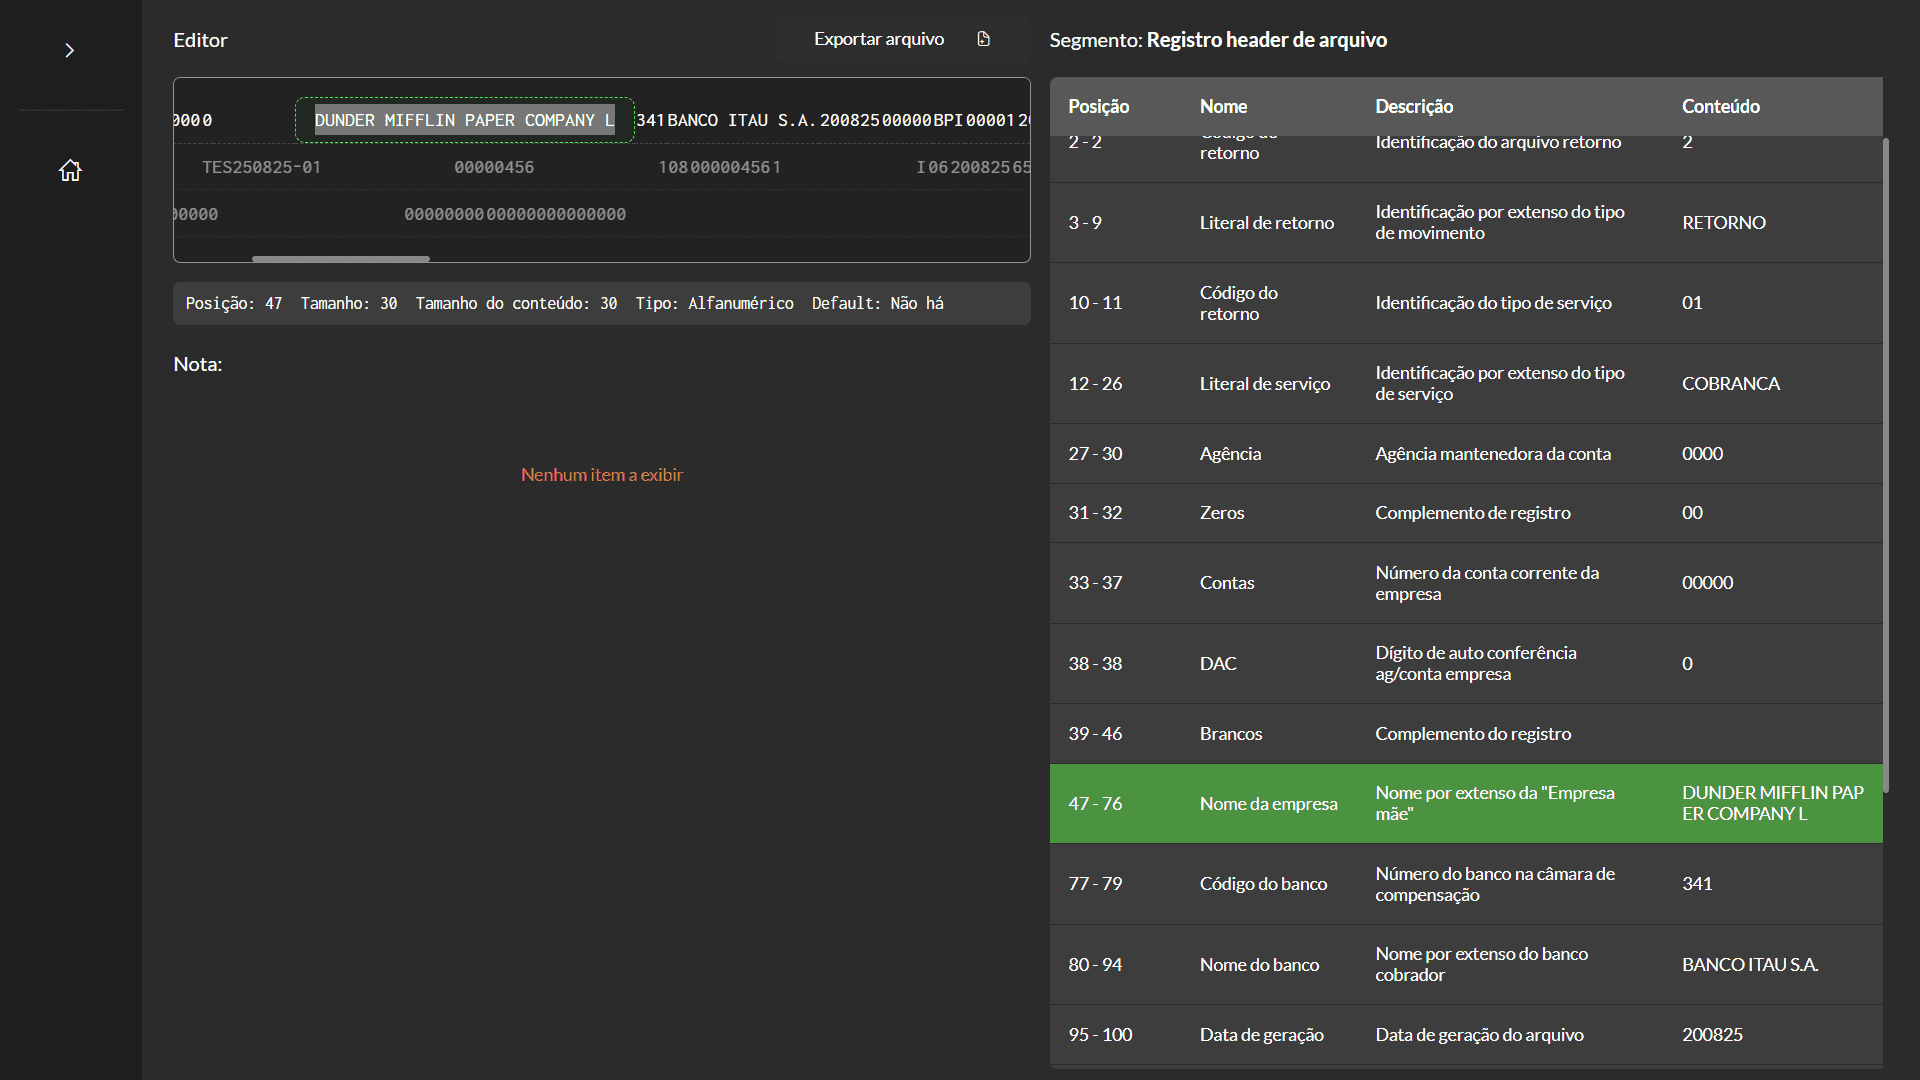 Editor
Exportar arquivo
0000 DUNDER MIFFLIN PAPER COMPANY L 341BANCO ITAU S.A.20082500000BPI00001
TES250825-01 00000456 108000004561 I0620082565
00000 0000000000000000000000
Posição: 47 Tamanho: 30 Tamanho do conteúdo: 30 Tipo: Alfanumérico Default: Não há
Nota:
Nenhum item a exibir
Segmento: Registro header de arquivo
Posição Nome Descrição Conteúdo
2 - 2 Código do retorno Identificação do arquivo retorno 2
3 - 9 Literal de retorno Identificação por extenso do tipo de movimento RETORNO
10 - 11 Código do retorno Identificação do tipo de serviço 01
12 - 26 Literal de serviço Identificação por extenso do tipo de serviço COBRANCA
27 - 30 Agência Agência mantenedora da conta 0000
31 - 32 Zeros Complemento de registro 00
33 - 37 Contas Número da conta corrente da empresa 00000
38 - 38 DAC Dígito de auto conferência ag/conta empresa 0
39 - 46 Brancos Complemento do registro
47 - 76 Nome da empresa Nome por extenso da "Empresa mãe" DUNDER MIFFLIN PAPER COMPANY L
77 - 79 Código do banco Número do banco na câmara de compensação 341
80 - 94 Nome do banco Nome por extenso do banco cobrador BANCO ITAU S.A.
95 - 100 Data de geração Data de geração do arquivo 200825